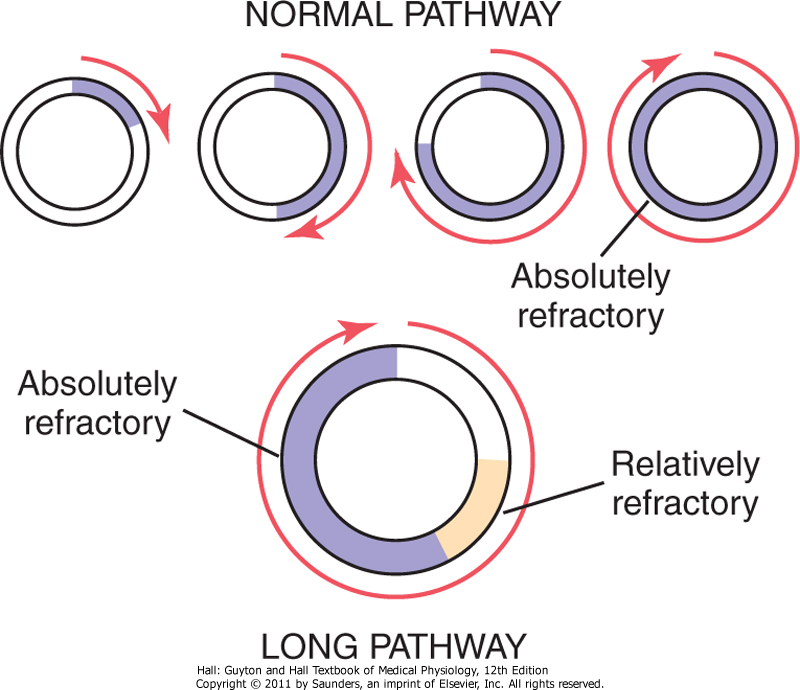 NORMAL PATHWAY
Absolutely
refractory
Absolutely
refractory
Relatively
refractory
LONG PATHWAY
Hall: Guyton and Hall Textbook of Medical Physiology, 12th Edition
Copyright © 2011 by Saunders, an imprint of Elsevier, Inc. All rights reserved.